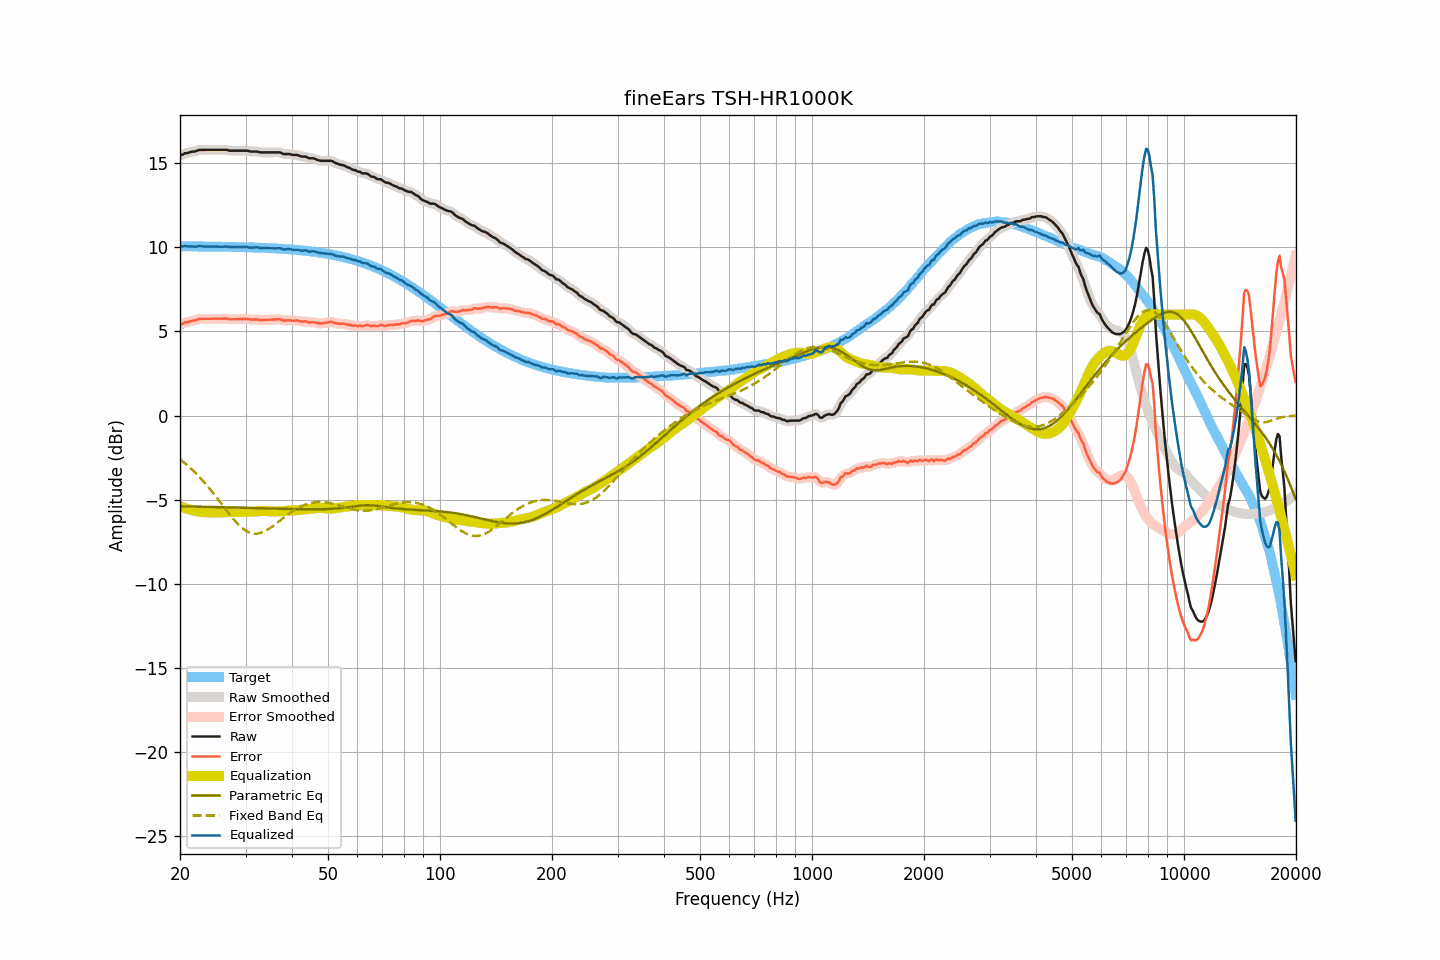 fineEars TSH-HR1000K
Amplitude (dBr)
15
10
5
0
−5
−10
−15
−20
−25
Target
Raw Smoothed
Error Smoothed
Raw
Error
Equalization
Parametric Eq
Fixed Band Eq
Equalized
20 50 100 200 500 1000 2000 5000 10000 20000
Frequency (Hz)